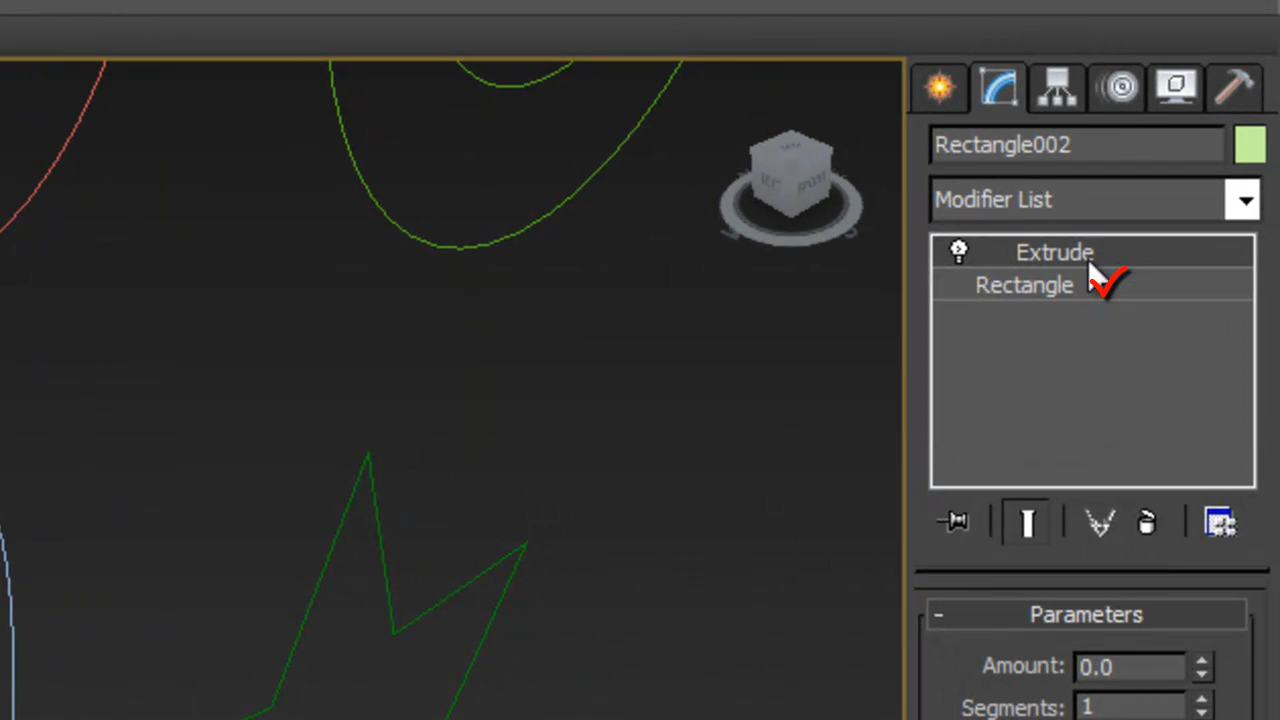 Rectangle002
Modifier List
Extrude
Rectangle
- Parameters
Amount: 0.0
Segments: 1